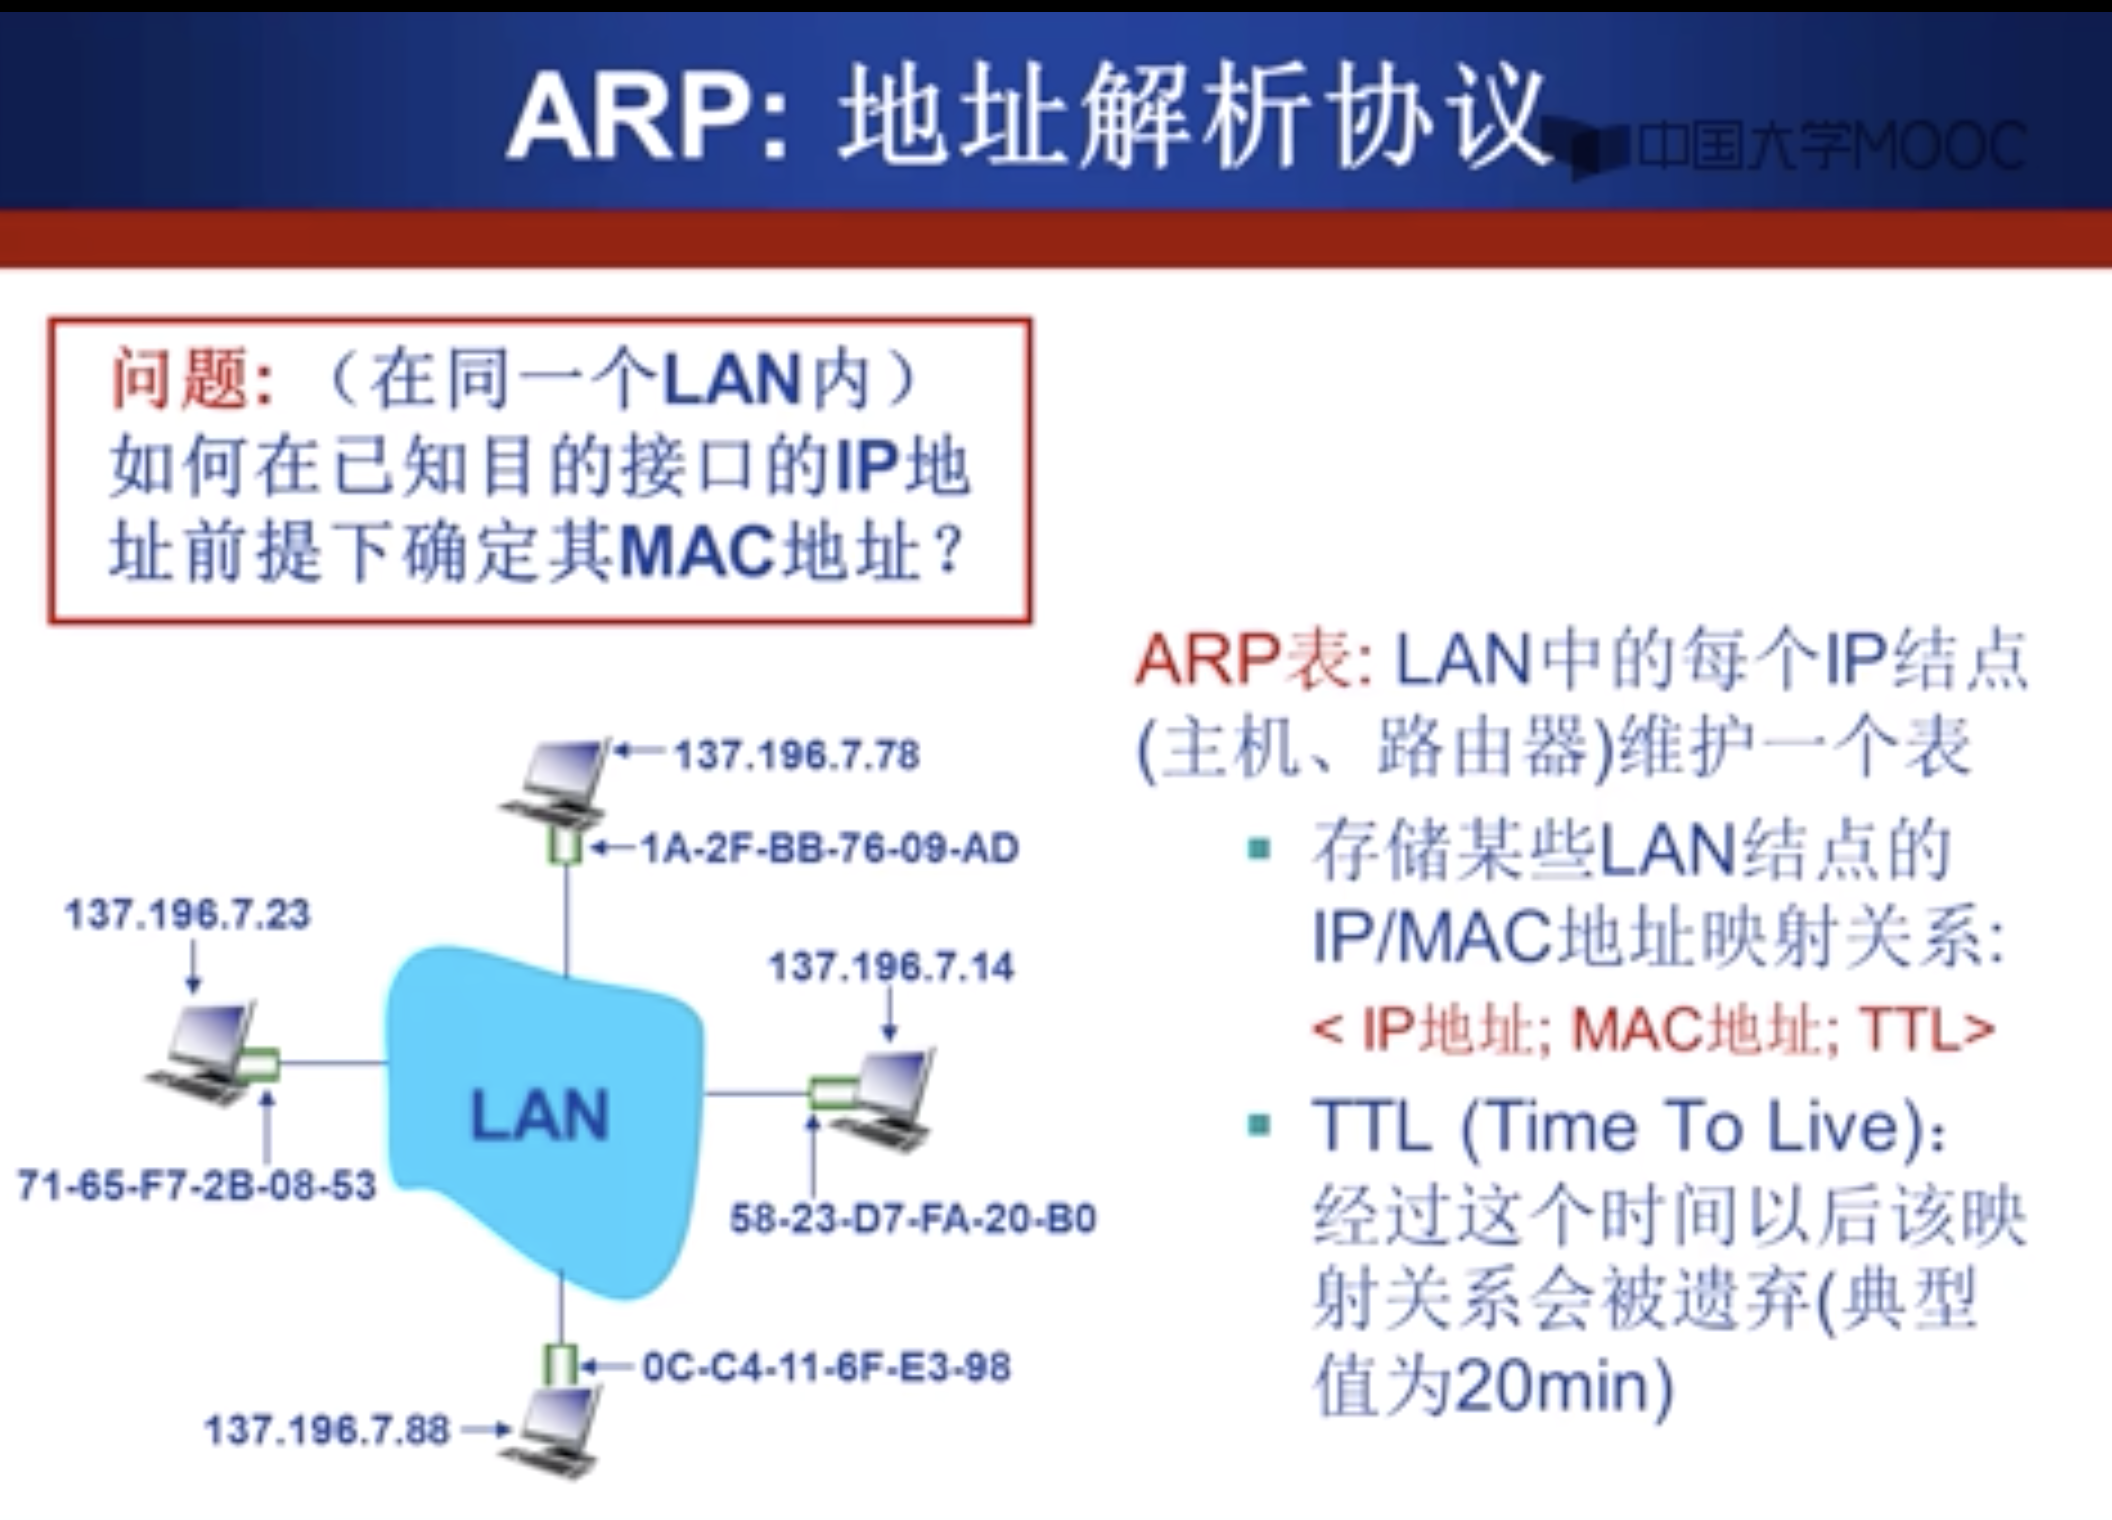 ARP: 地址解析协议
中国大学MOOC
问题: （在同一个LAN内）
如何在已知目的接口的IP地
址前提下确定其MAC地址？
ARP表: LAN中的每个IP结点
(主机、路由器)维护一个表
存储某些LAN结点的
IP/MAC地址映射关系:
< IP地址; MAC地址; TTL>
TTL (Time To Live)：
经过这个时间以后该映
射关系会被遗弃(典型
值为20min)
137.196.7.78
1A-2F-BB-76-09-AD
137.196.7.23
137.196.7.14
LAN
71-65-F7-2B-08-53
58-23-D7-FA-20-B0
0C-C4-11-6F-E3-98
137.196.7.88